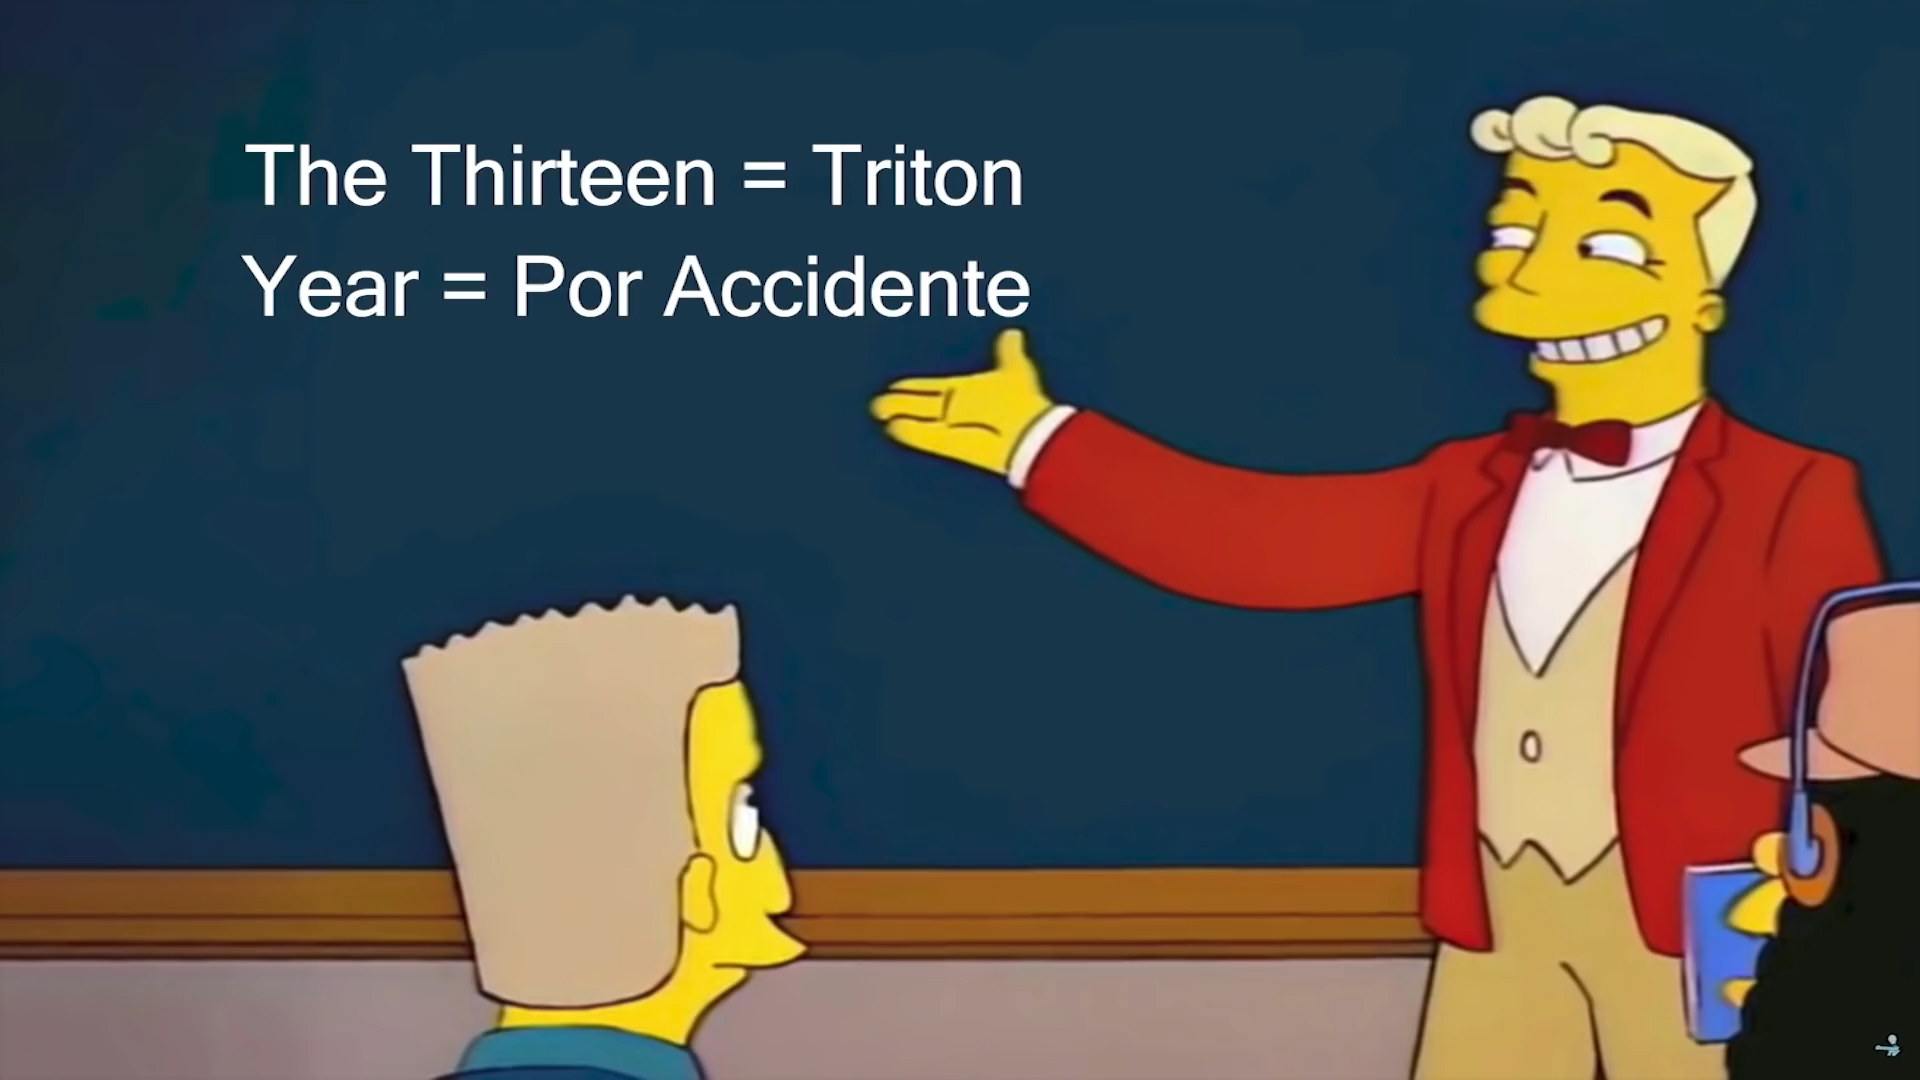 The Thirteen = Triton
Year = Por Accidente